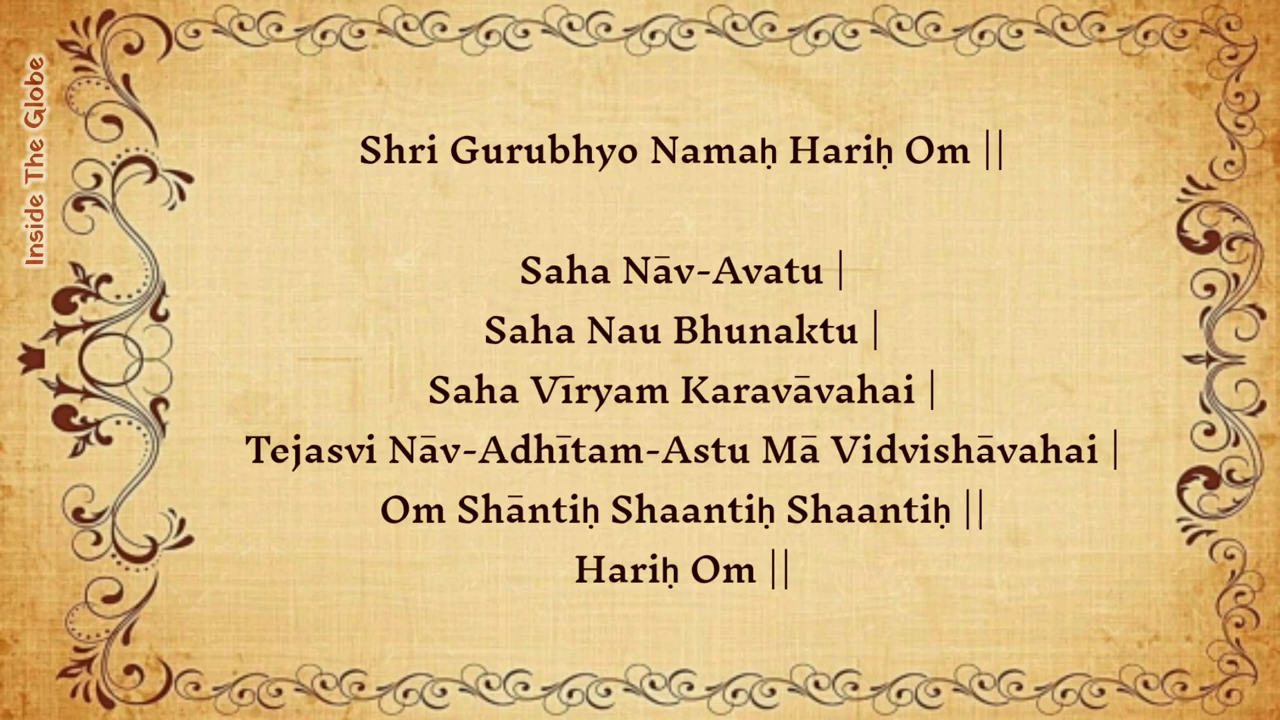 Inside The Globe
Shri Gurubhyo Namaḥ Hariḥ Om ||
Saha Nāv-Avatu |
Saha Nau Bhunaktu |
Saha Vīryam Karavāvahai |
Tejasvi Nāv-Adhītam-Astu Mā Vidvishāvahai |
Om Shāntiḥ Shaantiḥ Shaantiḥ ||
Hariḥ Om ||